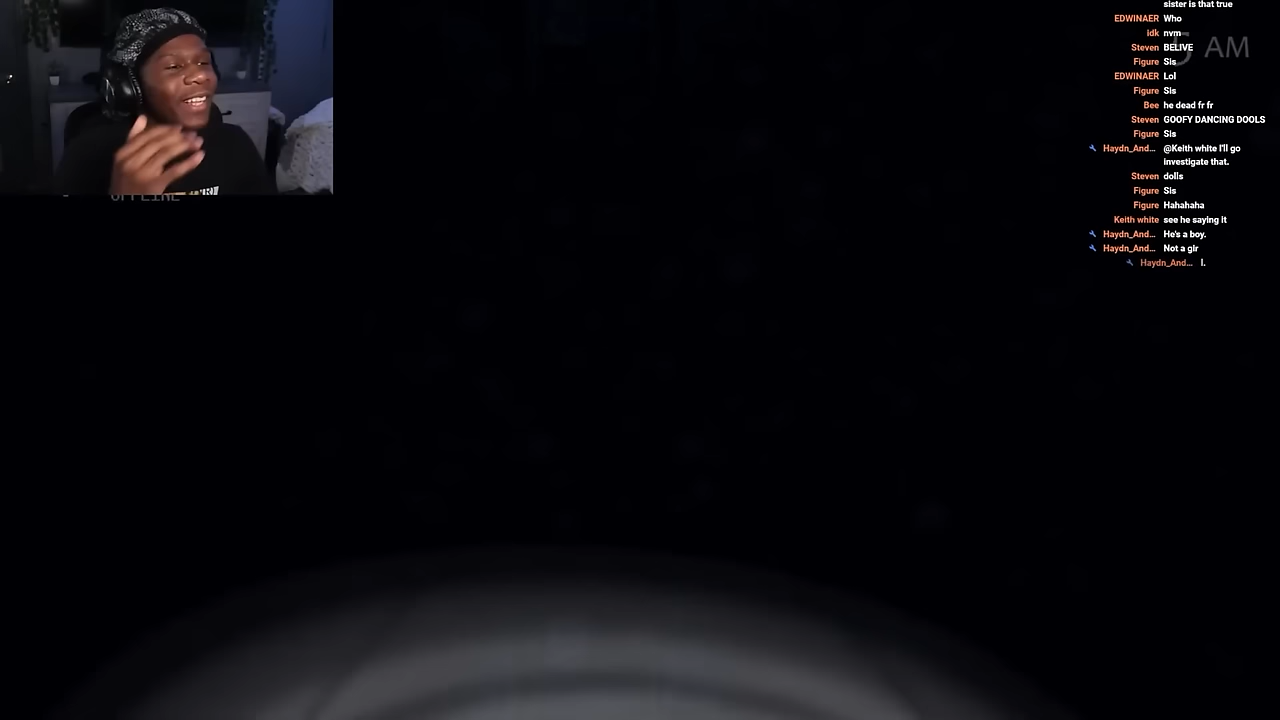 sister is that true
EDWINAER Who
idk nvm
Steven BELIVE
5 AM
Figure Sis
EDWINAER Lol
Figure Sis
Bee he dead fr fr
Steven GOOFY DANCING DOOLS
Figure Sis
Haydn_And... @Keith white I'll go
investigate that.
Steven dolls
Figure Sis
OFFLINE
Figure Hahahaha
Keith white see he saying it
Haydn_And... He's a boy.
Haydn_And... Not a gir
Haydn_And... l.